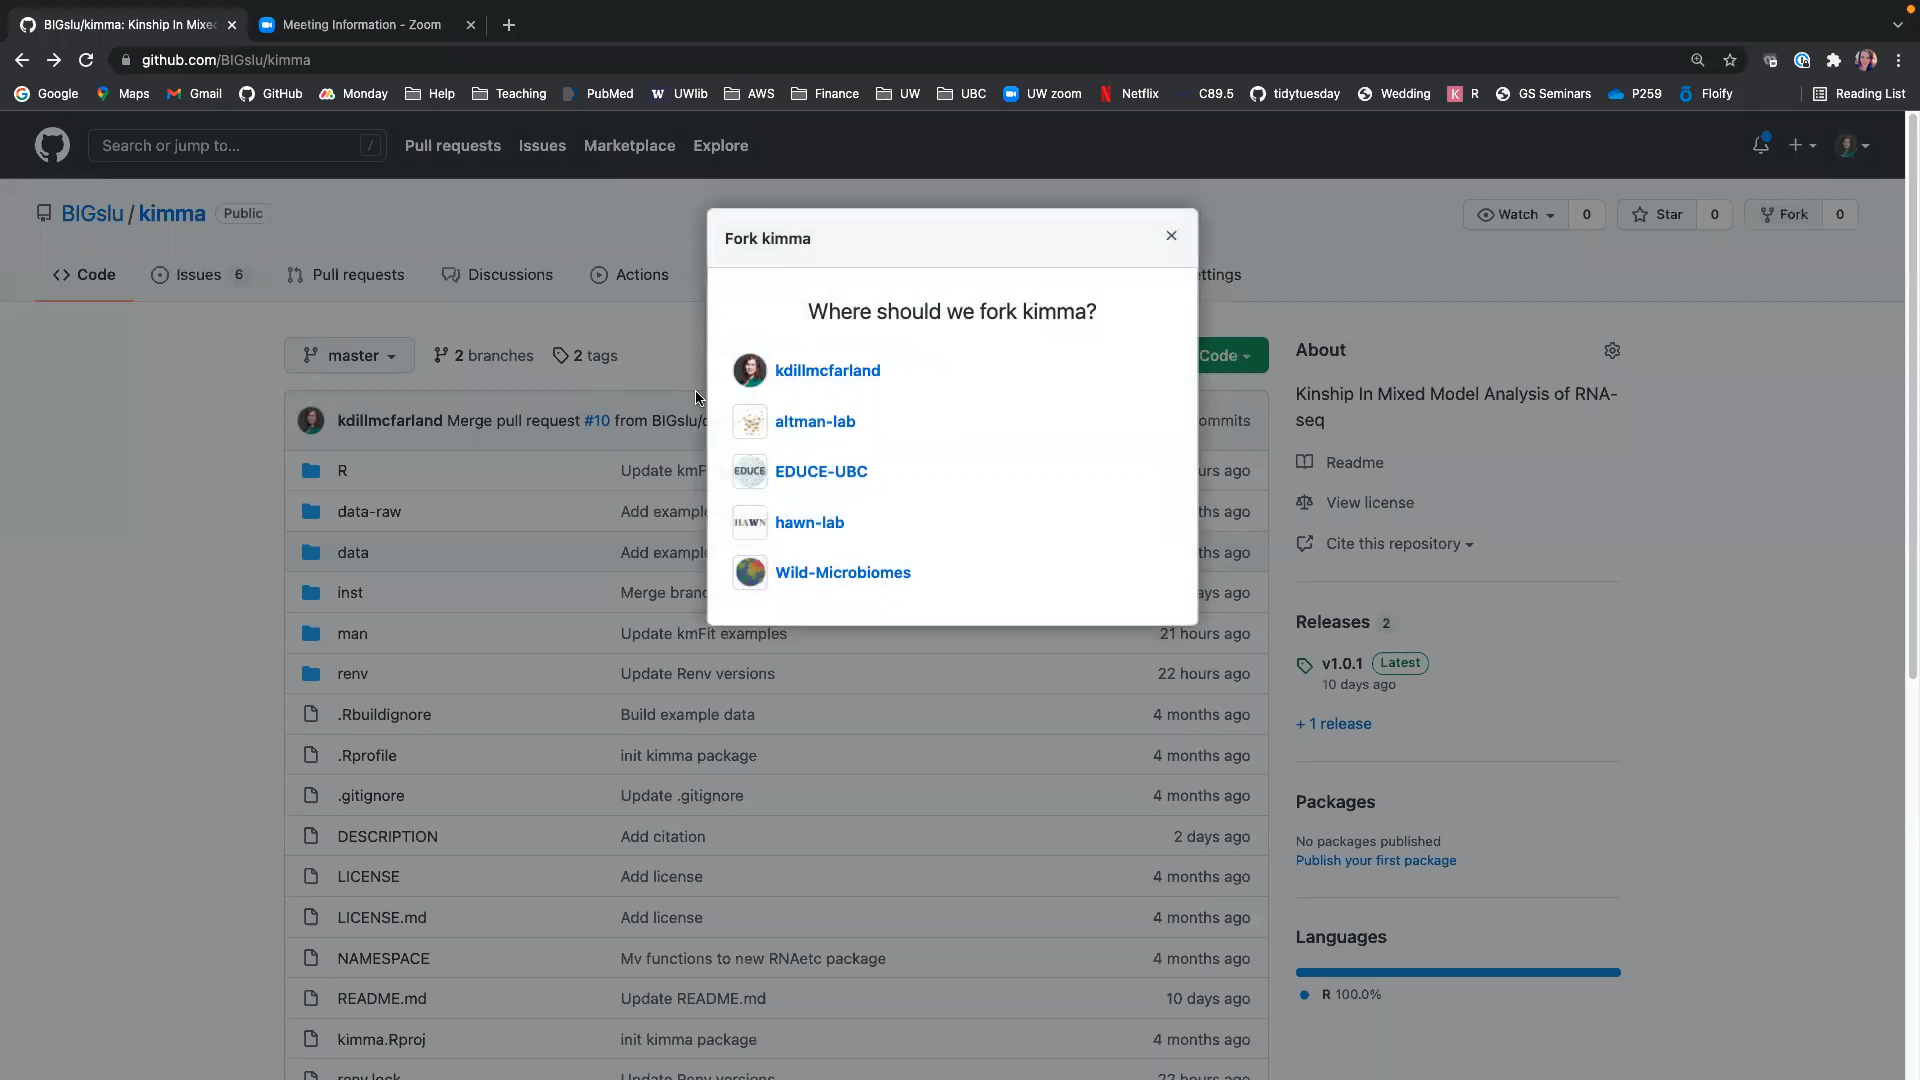 BIGslu/kimma: Kinship In Mixe
Meeting Information - Zoom
github.com/BIGslu/kimma
Google Maps Gmail GitHub Monday Help Teaching PubMed UWlib AWS Finance UW UBC UW zoom Netflix C89.5 tidytuesday Wedding R GS Seminars P259 Floify Reading List
Search or jump to... / Pull requests Issues Marketplace Explore
BIGslu / kimma Public
Watch 0 Star 0 Fork 0
Code Issues 6 Pull requests Discussions Actions ettings
Fork kimma
Where should we fork kimma?
kdillmcfarland
altman-lab
EDUCE-UBC
hawn-lab
Wild-Microbiomes
master 2 branches 2 tags Code
kdillmcfarland Merge pull request #10 from BIGslu/ ommits
R Update kmF urs ago
data-raw Add example ths ago
data Add example ths ago
inst Merge branc ays ago
man Update kmFit examples 21 hours ago
renv Update Renv versions 22 hours ago
.Rbuildignore Build example data 4 months ago
.Rprofile init kimma package 4 months ago
.gitignore Update .gitignore 4 months ago
DESCRIPTION Add citation 2 days ago
LICENSE Add license 4 months ago
LICENSE.md Add license 4 months ago
NAMESPACE Mv functions to new RNAetc package 4 months ago
README.md Update README.md 10 days ago
kimma.Rproj init kimma package 4 months ago
renv.lock Update Renv versions 22 hours ago
About
Kinship In Mixed Model Analysis of RNA-
seq
Readme
View license
Cite this repository
Releases 2
v1.0.1 Latest
10 days ago
+ 1 release
Packages
No packages published
Publish your first package
Languages
R 100.0%